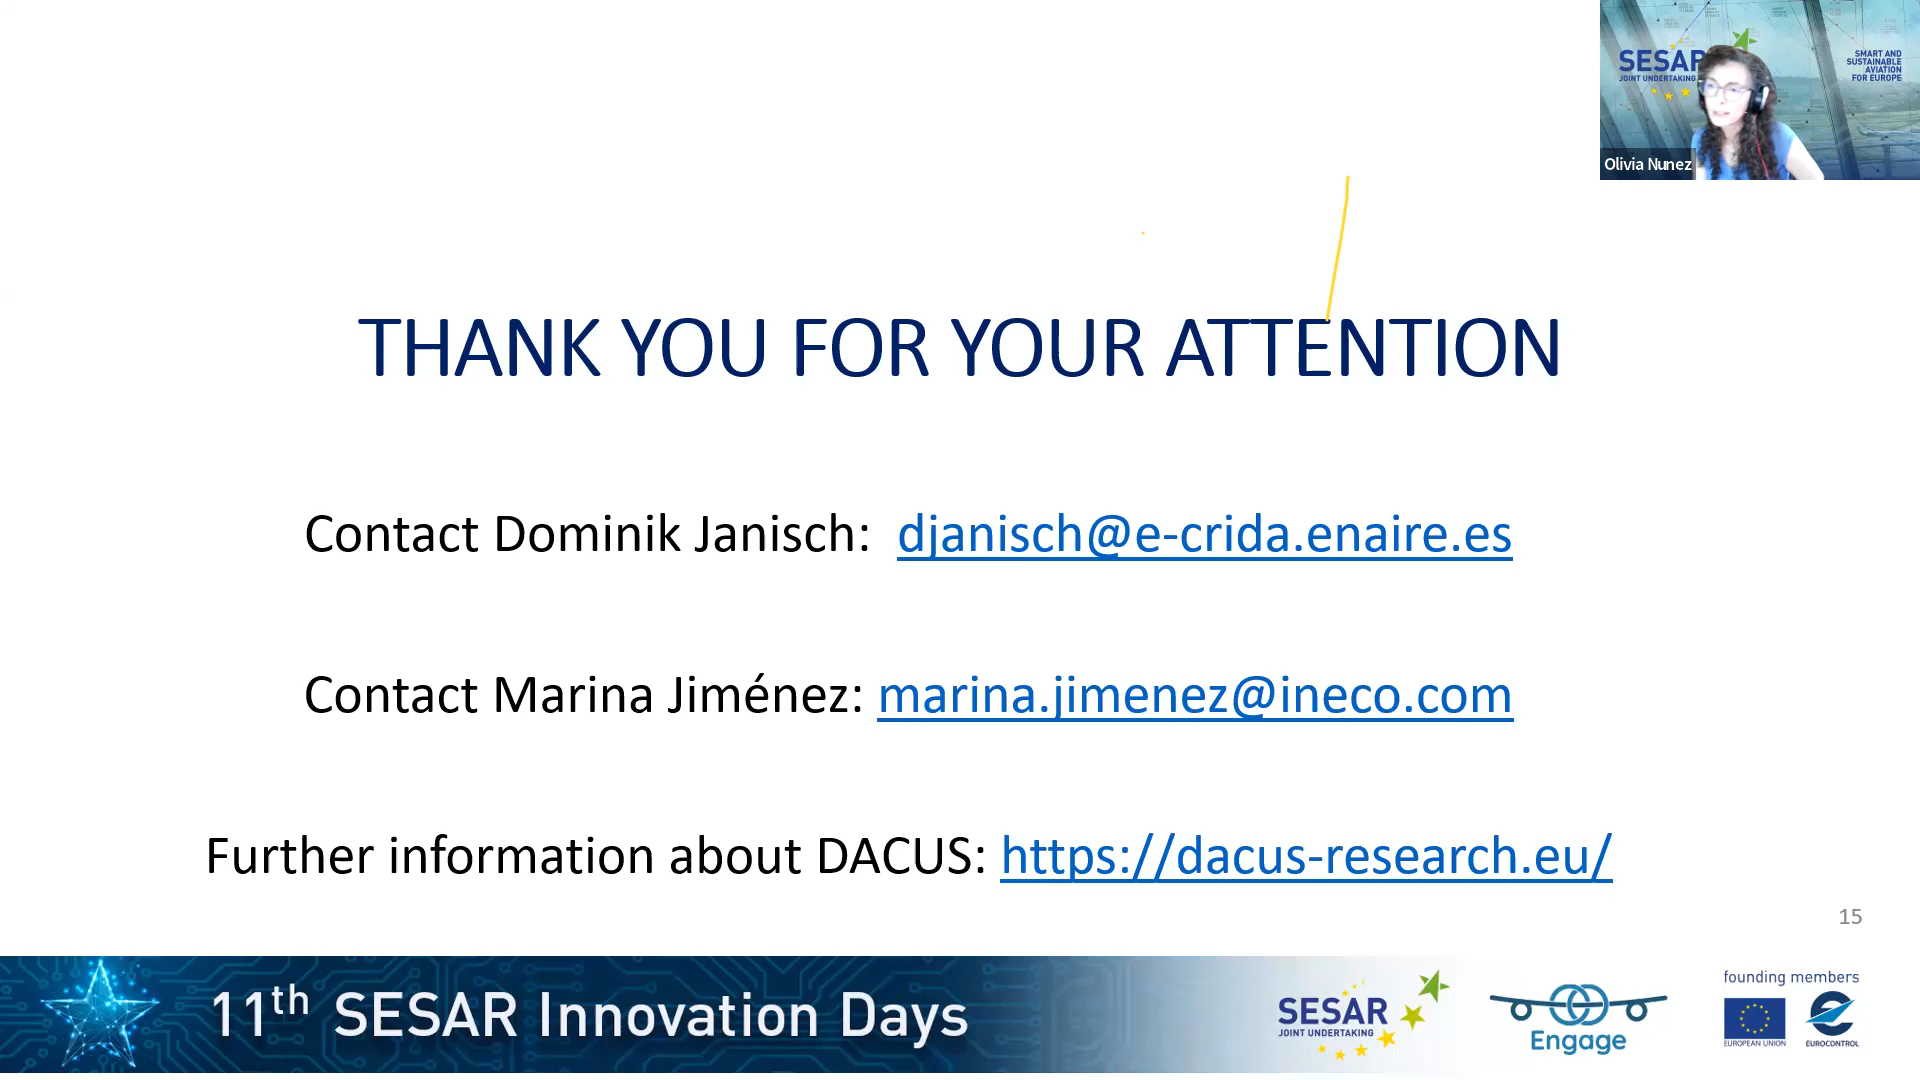 SESAR
JOINT UNDERTAKING
SMART AND
SUSTAINABLE
AVIATION
FOR EUROPE
Olivia Nunez
THANK YOU FOR YOUR ATTENTION
Contact Dominik Janisch: djanisch@e-crida.enaire.es
Contact Marina Jiménez: marina.jimenez@ineco.com
Further information about DACUS: https://dacus-research.eu/
15
11th SESAR Innovation Days
SESAR
JOINT UNDERTAKING
Engage
founding members
EUROPEAN UNION
EUROCONTROL